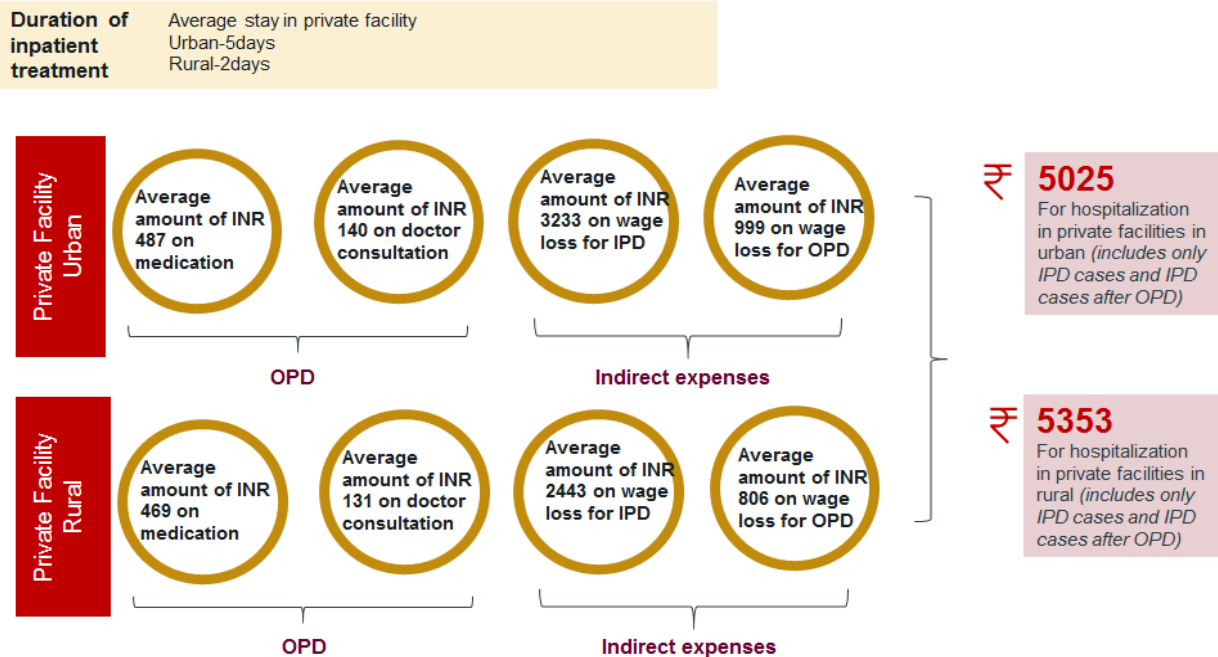 Duration of
inpatient
treatment
Average stay in private facility
Urban-5days
Rural-2days
Private Facility
Urban
Average
amount of INR
487 on
medication
Average
amount of INR
140 on doctor
consultation
Average
amount of INR
3233 on wage
loss for IPD
Average
amount of INR
999 on wage
loss for OPD
OPD
Indirect expenses
₹ 5025
For hospitalization
in private facilities in
urban (includes only
IPD cases and IPD
cases after OPD)
Private Facility
Rural
Average
amount of INR
469 on
medication
Average
amount of INR
131 on doctor
consultation
Average
amount of INR
2443 on wage
loss for IPD
Average
amount of INR
806 on wage
loss for OPD
OPD
Indirect expenses
₹ 5353
For hospitalization
in private facilities in
rural (includes only
IPD cases and IPD
cases after OPD)